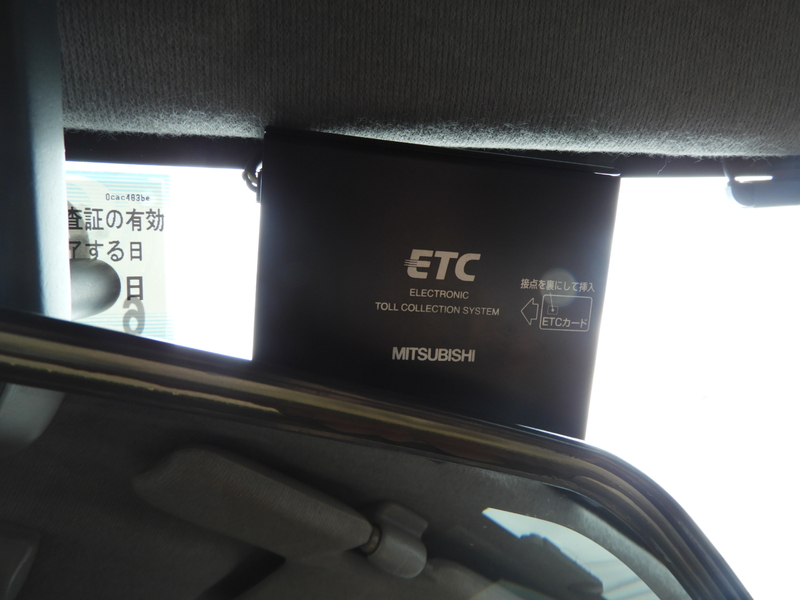 0cac483be
査証の有効
了する日
日
6
ETC
ELECTRONIC
TOLL COLLECTION SYSTEM
MITSUBISHI
接点を裏にして挿入
ETCカード